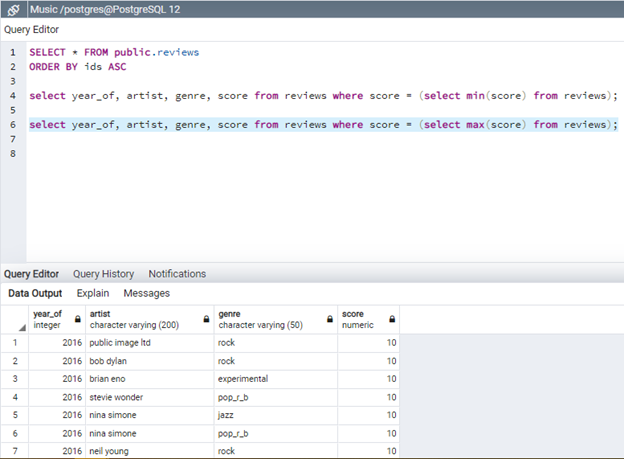 Music /postgres@PostgreSQL 12
Query Editor
1 SELECT * FROM public.reviews
2 ORDER BY ids ASC
3
4 select year_of, artist, genre, score from reviews where score = (select min(score) from reviews);
5
6 select year_of, artist, genre, score from reviews where score = (select max(score) from reviews);
7
8
Query Editor Query History Notifications
Data Output Explain Messages
year_of artist genre score
integer character varying (200) character varying (50) numeric
1 2016 public image ltd rock 10
2 2016 bob dylan rock 10
3 2016 brian eno experimental 10
4 2016 stevie wonder pop_r_b 10
5 2016 nina simone jazz 10
6 2016 nina simone pop_r_b 10
7 2016 neil young rock 10